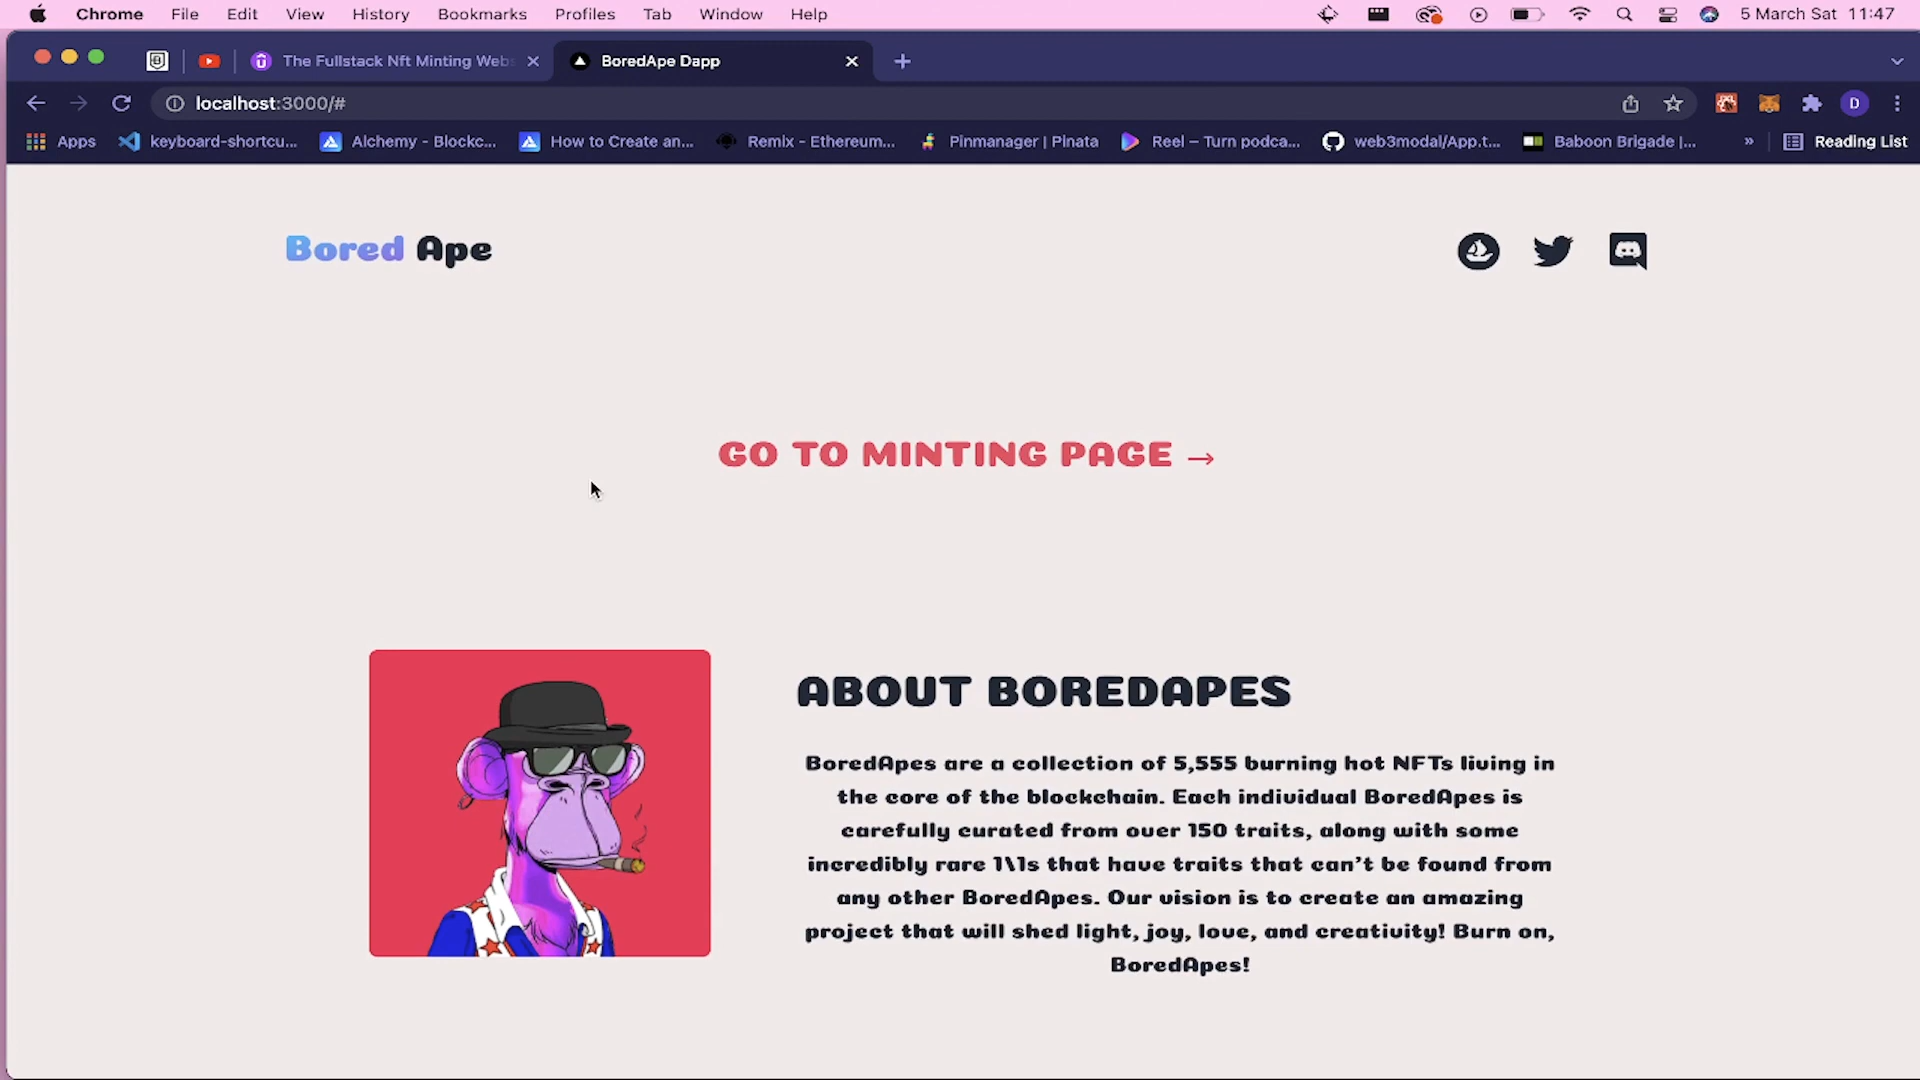 Chrome File Edit View History Bookmarks Profiles Tab Window Help 5 March Sat 11:47
The Fullstack Nft Minting Webs BoredApe Dapp
localhost:3000/# D
Apps keyboard-shortcu... Alchemy - Blockc... How to Create an... Remix - Ethereum... Pinmanager | Pinata Reel – Turn podca... web3modal/App.t... Baboon Brigade |... » Reading List
Bored Ape
GO TO MINTING PAGE →
ABOUT BOREDAPES
BoredApes are a collection of 5,555 burning hot NFTs living in
the core of the blockchain. Each individual BoredApes is
carefully curated from over 150 traits, along with some
incredibly rare 1\1s that have traits that can't be found from
any other BoredApes. Our vision is to create an amazing
project that will shed light, joy, love, and creativity! Burn on,
BoredApes!